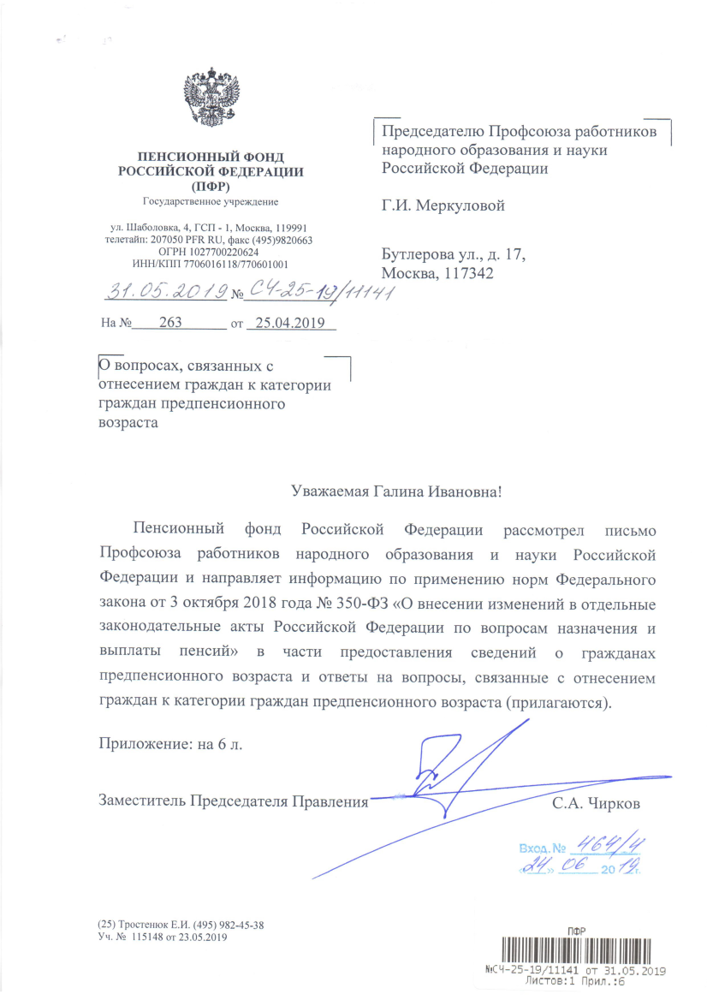 ПЕНСИОННЫЙ ФОНД
РОССИЙСКОЙ ФЕДЕРАЦИИ
(ПФР)
Государственное учреждение
ул. Шаболовка, 4, ГСП - 1, Москва, 119991
телетайп: 207050 PFR RU, факс (495)9820663
ОГРН 1027700220624
ИНН/КПП 7706016118/770601001
31.05.2019 № СЧ-25-19/11141
На № 263 от 25.04.2019
Председателю Профсоюза работников
народного образования и науки
Российской Федерации
Г.И. Меркуловой
Бутлерова ул., д. 17,
Москва, 117342
О вопросах, связанных с
отнесением граждан к категории
граждан предпенсионного
возраста
Уважаемая Галина Ивановна!
Пенсионный фонд Российской Федерации рассмотрел письмо
Профсоюза работников народного образования и науки Российской
Федерации и направляет информацию по применению норм Федерального
закона от 3 октября 2018 года № 350-ФЗ «О внесении изменений в отдельные
законодательные акты Российской Федерации по вопросам назначения и
выплаты пенсий» в части предоставления сведений о гражданах
предпенсионного возраста и ответы на вопросы, связанные с отнесением
граждан к категории граждан предпенсионного возраста (прилагаются).
Приложение: на 6 л.
Заместитель Председателя Правления С.А. Чирков
Вход. № 464/4
«24» 06 2019 г.
(25) Тростенюк Е.И. (495) 982-45-38
Уч. № 115148 от 23.05.2019
ПФР
№СЧ-25-19/11141 от 31.05.2019
Листов:1 Прил.:6